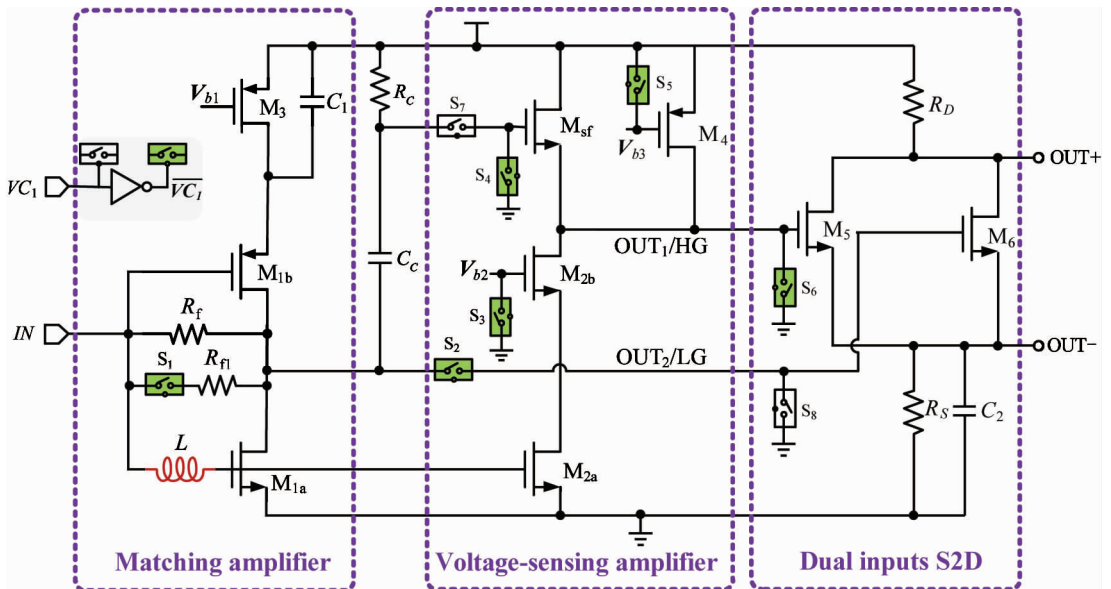 V_b1
M_3
C_1
R_c
S_7
M_sf
S_5
M_4
R_D
VC_1
\overline{VC_1}
S_4
V_b3
OUT+
M_1b
C_c
OUT_1/HG
M_5
M_6
V_b2
M_2b
S_6
IN
R_f
S_3
S_1
R_f1
S_2
OUT_2/LG
OUT−
S_8
R_S
C_2
L
M_1a
M_2a
Matching amplifier
Voltage-sensing amplifier
Dual inputs S2D